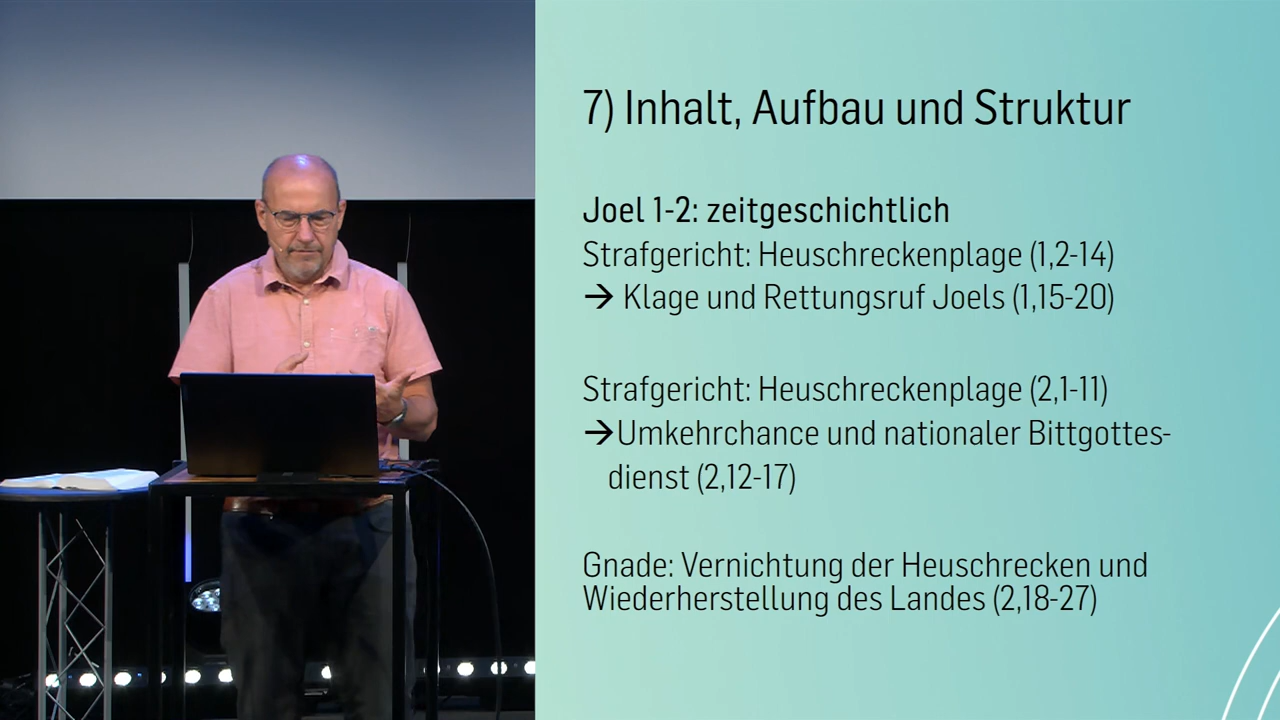 7) Inhalt, Aufbau und Struktur
Joel 1-2: zeitgeschichtlich
Strafgericht: Heuschreckenplage (1,2-14)
→ Klage und Rettungsruf Joels (1,15-20)
Strafgericht: Heuschreckenplage (2,1-11)
→Umkehrchance und nationaler Bittgottes-
dienst (2,12-17)
Gnade: Vernichtung der Heuschrecken und
Wiederherstellung des Landes (2,18-27)